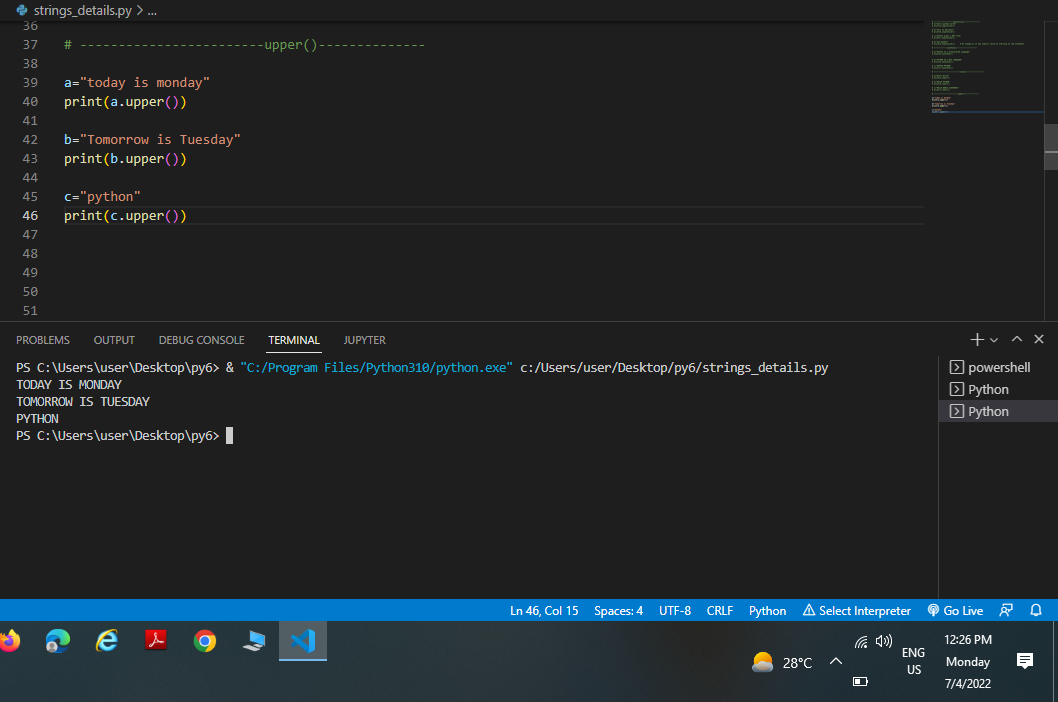 strings_details.py > ...
36
37 # ------------------------upper()--------------
38
39 a="today is monday"
40 print(a.upper())
41
42 b="Tomorrow is Tuesday"
43 print(b.upper())
44
45 c="python"
46 print(c.upper())
47
48
49
50
51
PROBLEMS OUTPUT DEBUG CONSOLE TERMINAL JUPYTER
PS C:\Users\user\Desktop\py6> & "C:/Program Files/Python310/python.exe" c:/Users/user/Desktop/py6/strings_details.py
TODAY IS MONDAY
TOMORROW IS TUESDAY
PYTHON
PS C:\Users\user\Desktop\py6>
powershell
Python
Python
Ln 46, Col 15 Spaces: 4 UTF-8 CRLF Python Select Interpreter Go Live
28°C
ENG
US
12:26 PM
Monday
7/4/2022